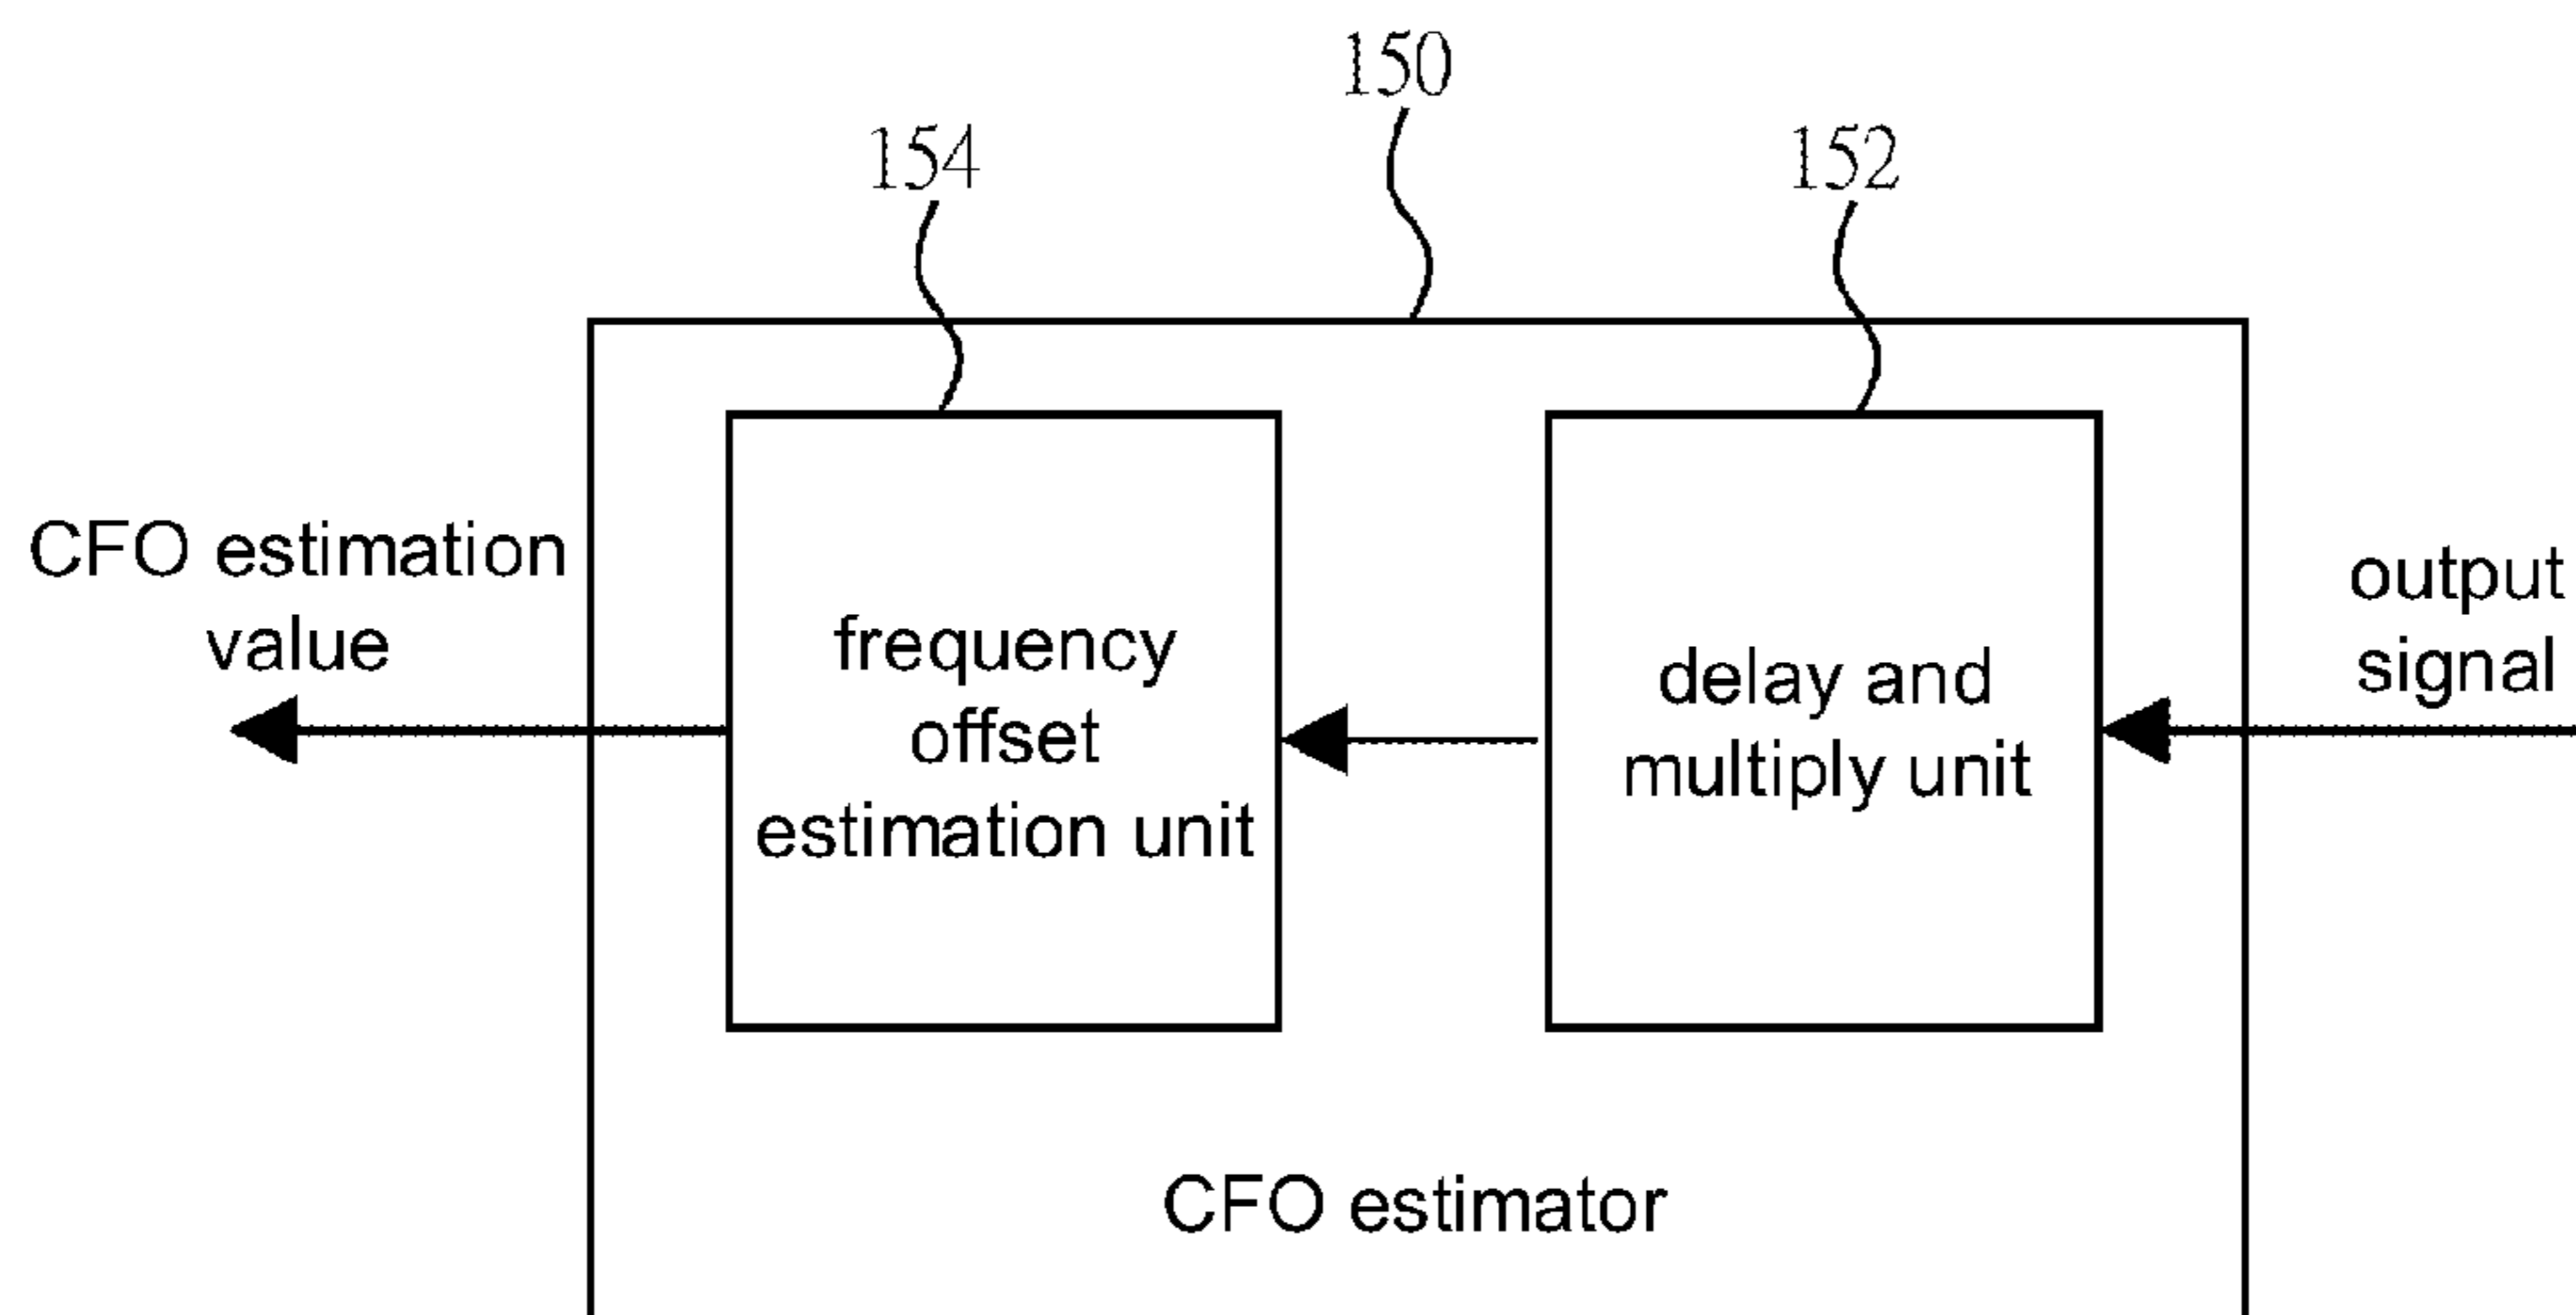 150
154
152
CFO estimation
value
frequency
offset
estimation unit
delay and
multiply unit
output
signal
CFO estimator